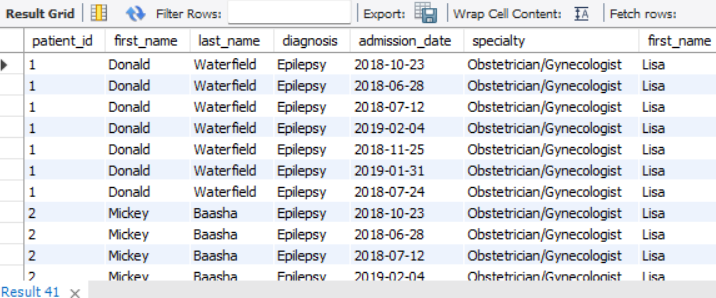 Result Grid Filter Rows: Export: Wrap Cell Content: IA Fetch rows:
patient_id first_name last_name diagnosis admission_date specialty first_name
1 Donald Waterfield Epilepsy 2018-10-23 Obstetrician/Gynecologist Lisa
1 Donald Waterfield Epilepsy 2018-06-28 Obstetrician/Gynecologist Lisa
1 Donald Waterfield Epilepsy 2018-07-12 Obstetrician/Gynecologist Lisa
1 Donald Waterfield Epilepsy 2019-02-04 Obstetrician/Gynecologist Lisa
1 Donald Waterfield Epilepsy 2018-11-25 Obstetrician/Gynecologist Lisa
1 Donald Waterfield Epilepsy 2019-01-31 Obstetrician/Gynecologist Lisa
1 Donald Waterfield Epilepsy 2018-07-24 Obstetrician/Gynecologist Lisa
2 Mickey Baasha Epilepsy 2018-10-23 Obstetrician/Gynecologist Lisa
2 Mickey Baasha Epilepsy 2018-06-28 Obstetrician/Gynecologist Lisa
2 Mickey Baasha Epilepsy 2018-07-12 Obstetrician/Gynecologist Lisa
2 Mickey Baasha Epilepsy 2019-02-04 Obstetrician/Gynecologist Lisa
Result 41 ×